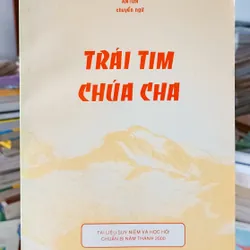 CHUYỂN NGỮ
TRÁI TIM
CHÚA CHA
TÀI LIỆU SUY NIỆM VÀ HỌC HỎI
CHUẨN BỊ NĂM THÁNH 2000